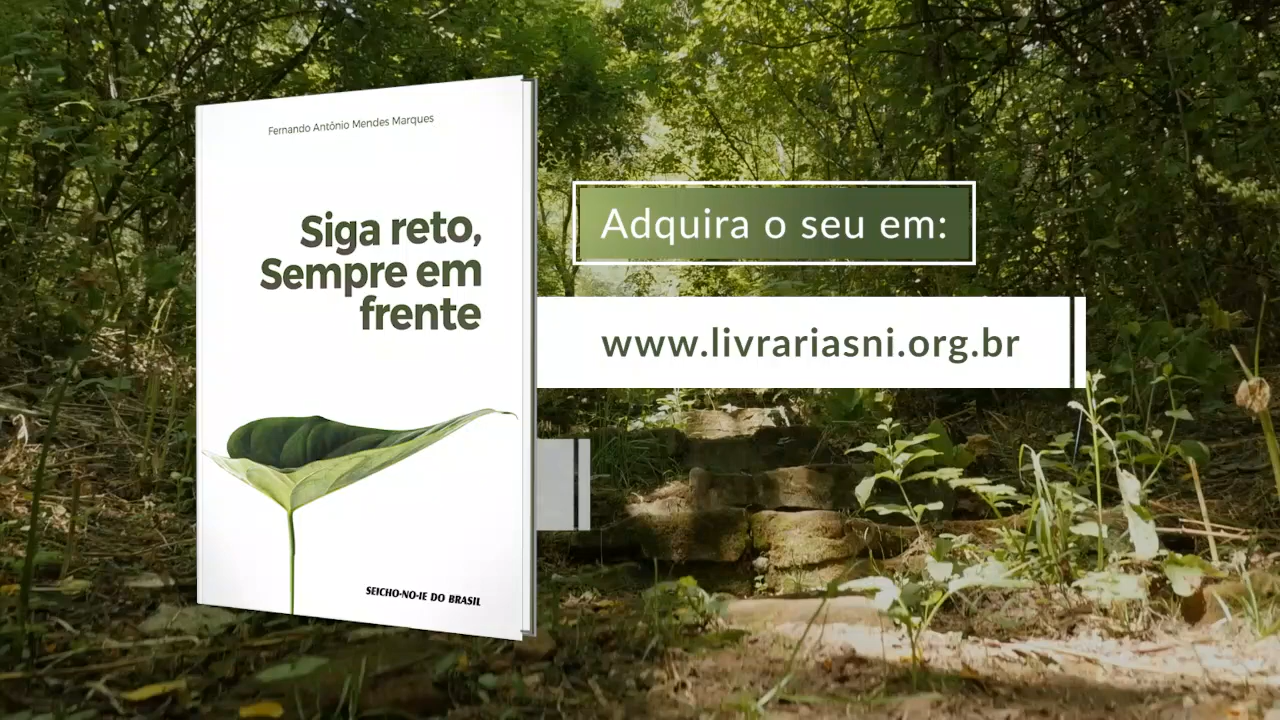 Fernando Antônio Mendes Marques
Siga reto,
Sempre em
frente
SEICHO-NO-IE DO BRASIL
Adquira o seu em:
www.livrariasni.org.br